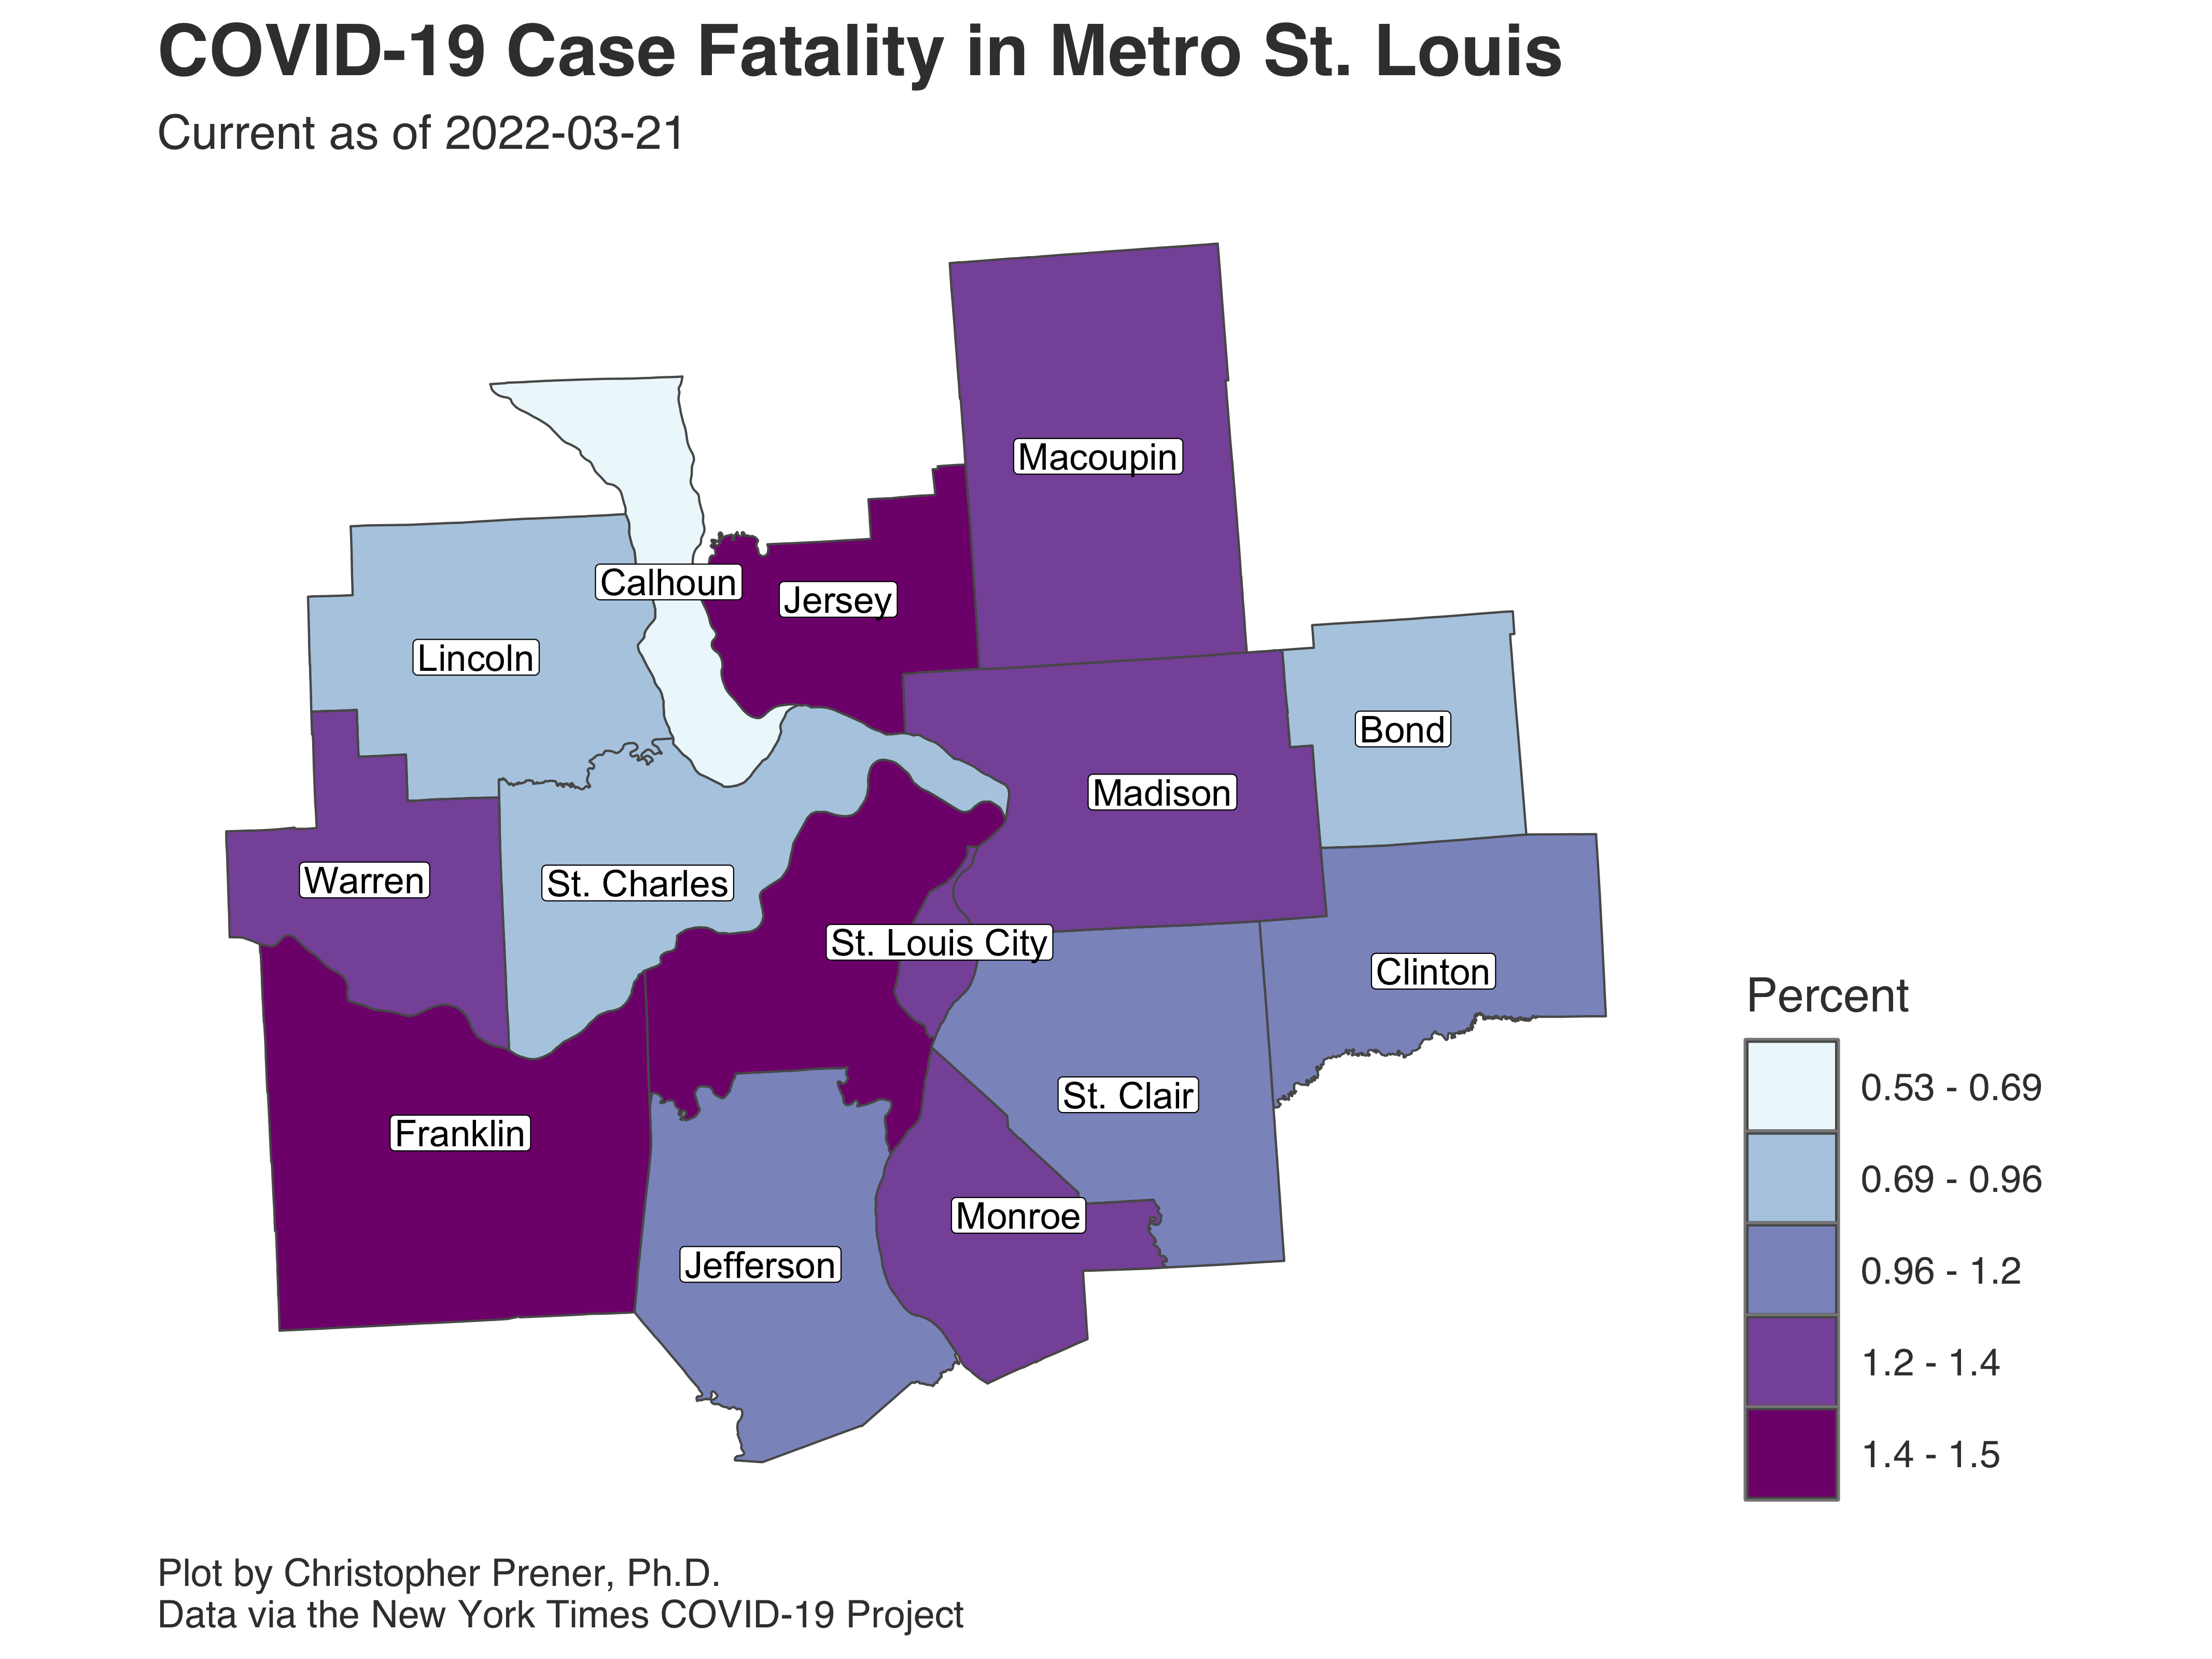 COVID-19 Case Fatality in Metro St. Louis
Current as of 2022-03-21
Macoupin
Calhoun
Jersey
Lincoln
Bond
Madison
Warren
St. Charles
St. Louis City
Clinton
St. Clair
Franklin
Monroe
Jefferson
Percent
0.53 - 0.69
0.69 - 0.96
0.96 - 1.2
1.2 - 1.4
1.4 - 1.5
Plot by Christopher Prener, Ph.D.
Data via the New York Times COVID-19 Project